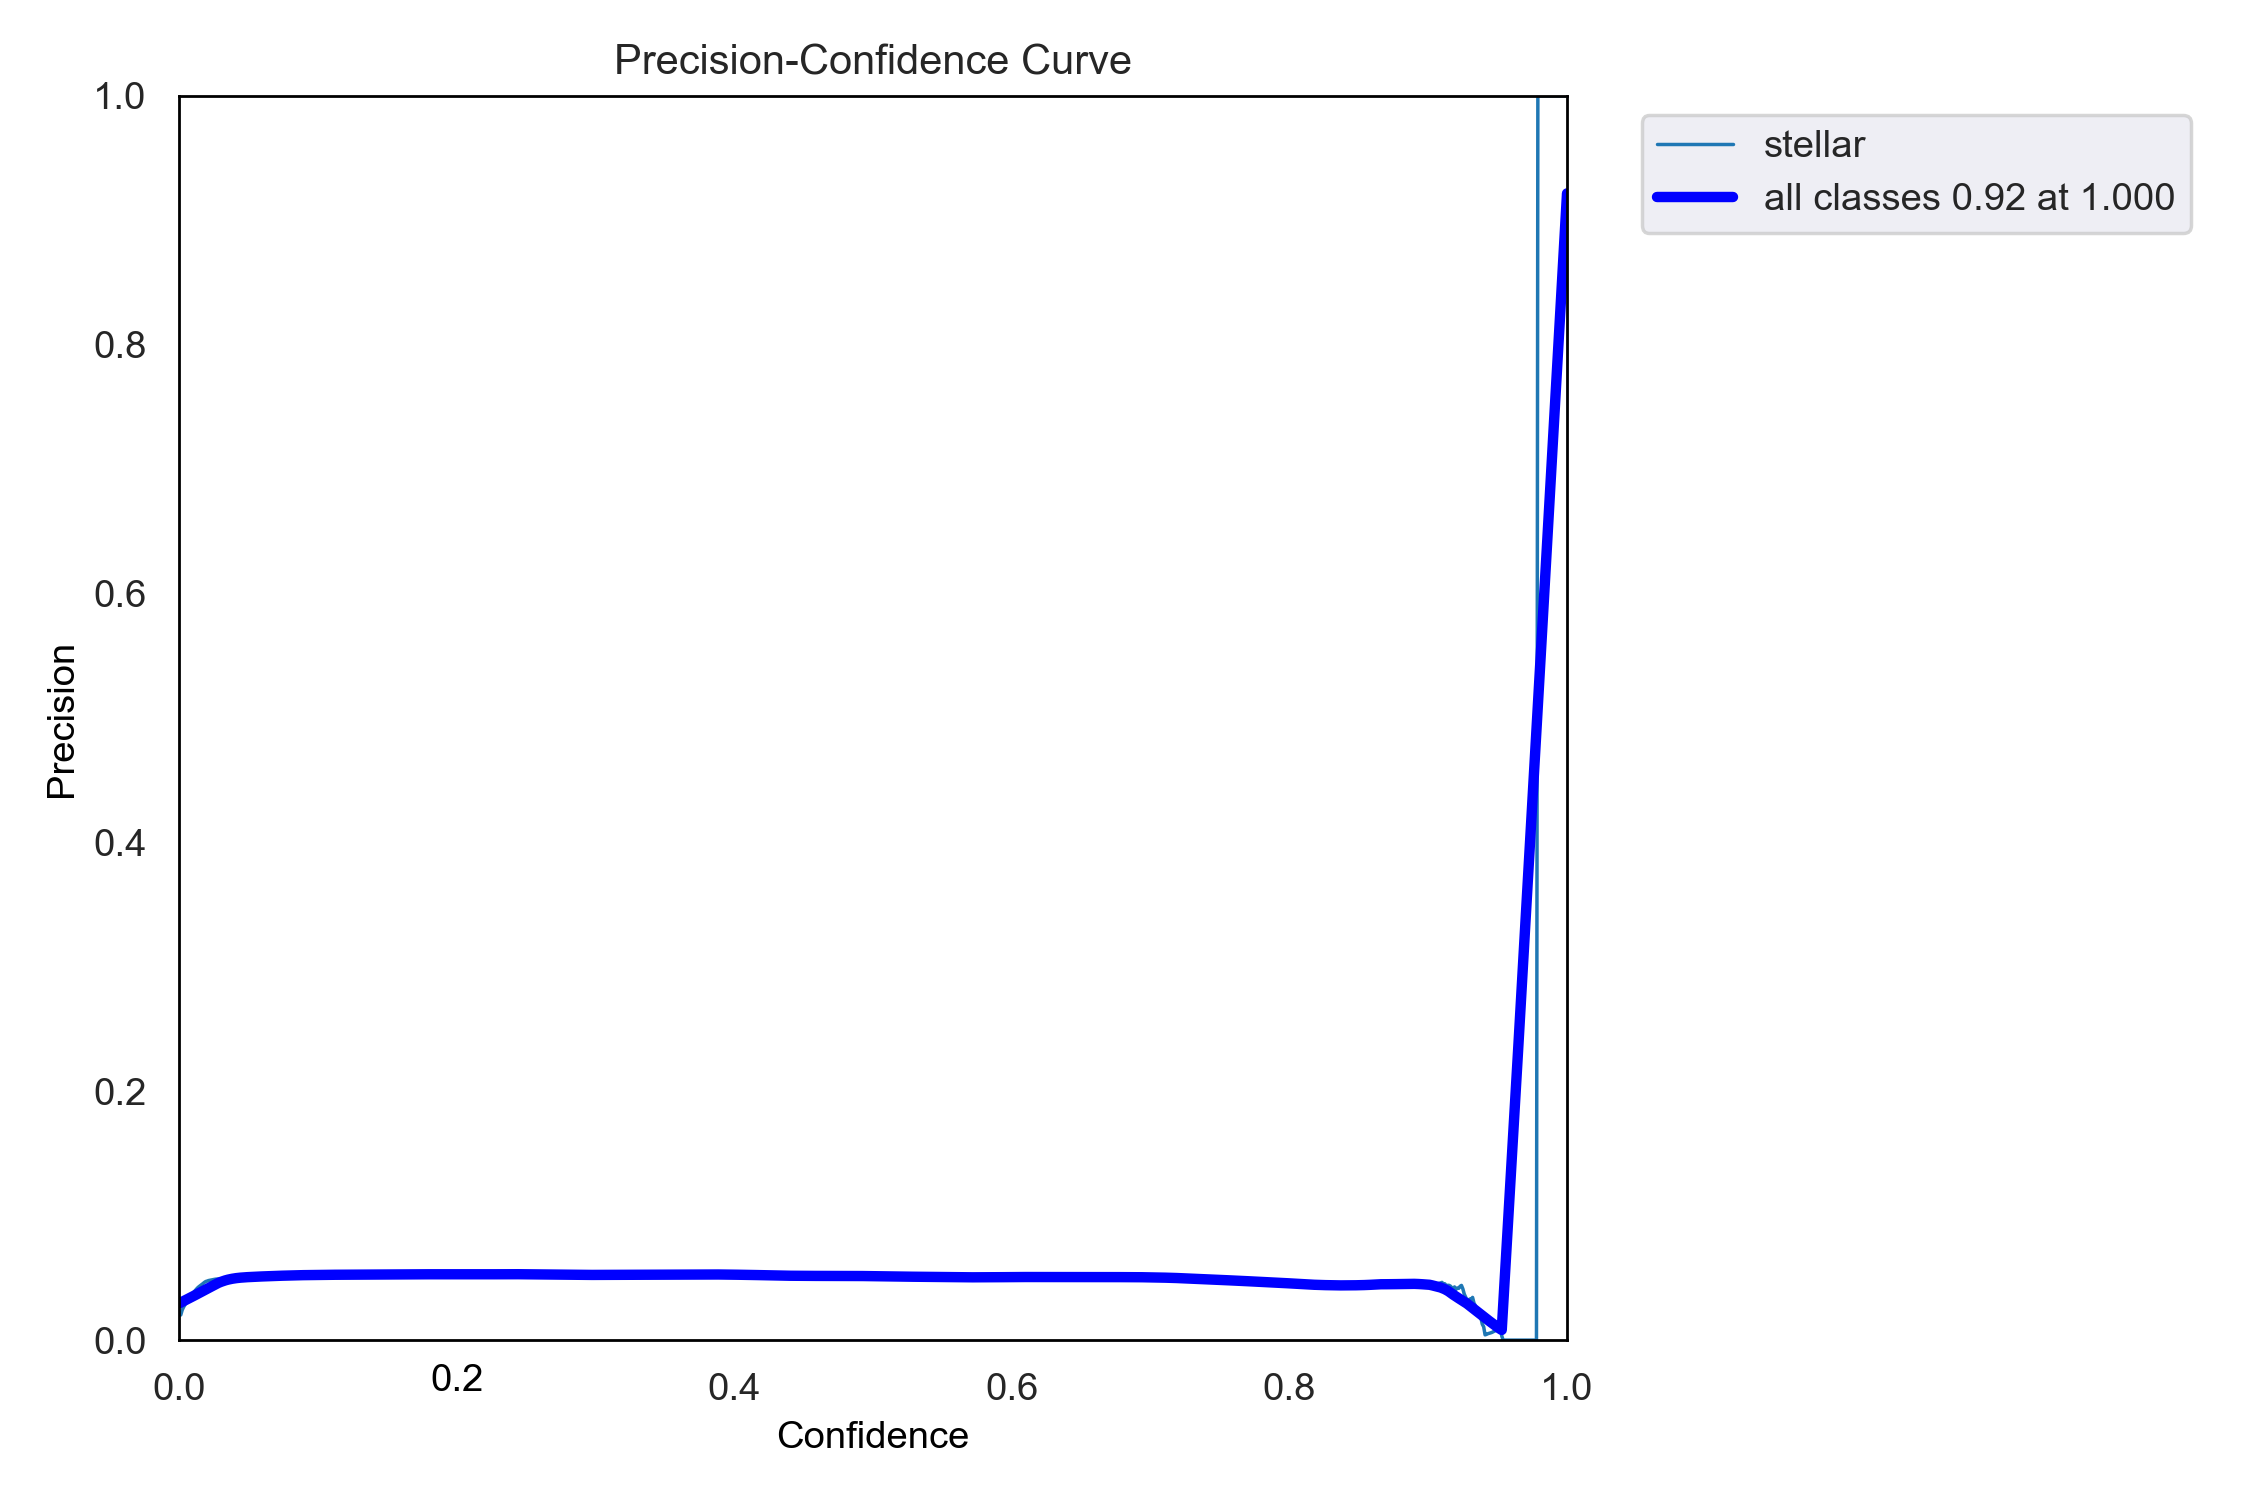 Precision-Confidence Curve
1.0
0.8
0.6
0.4
0.2
0.0
Precision
0.0 0.2 0.4 0.6 0.8 1.0
Confidence
stellar
all classes 0.92 at 1.000